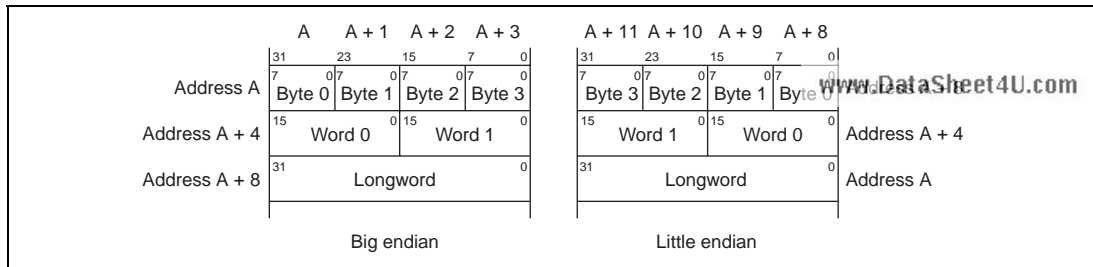 A A + 1 A + 2 A + 3 A + 11 A + 10 A + 9 A + 8
31 23 15 7 0 31 23 15 7 0
7 0 7 0 7 0 7 0 7 0 7 0 7 0 7 0
Address A Byte 0 Byte 1 Byte 2 Byte 3 Byte 3 Byte 2 Byte 1 Byte 0 www.DataSheet4U.com
15 0 15 0 15 0 15 0
Address A + 4 Word 0 Word 1 Word 1 Word 0 Address A + 4
31 0 31 0
Address A + 8 Longword Longword Address A
Big endian Little endian